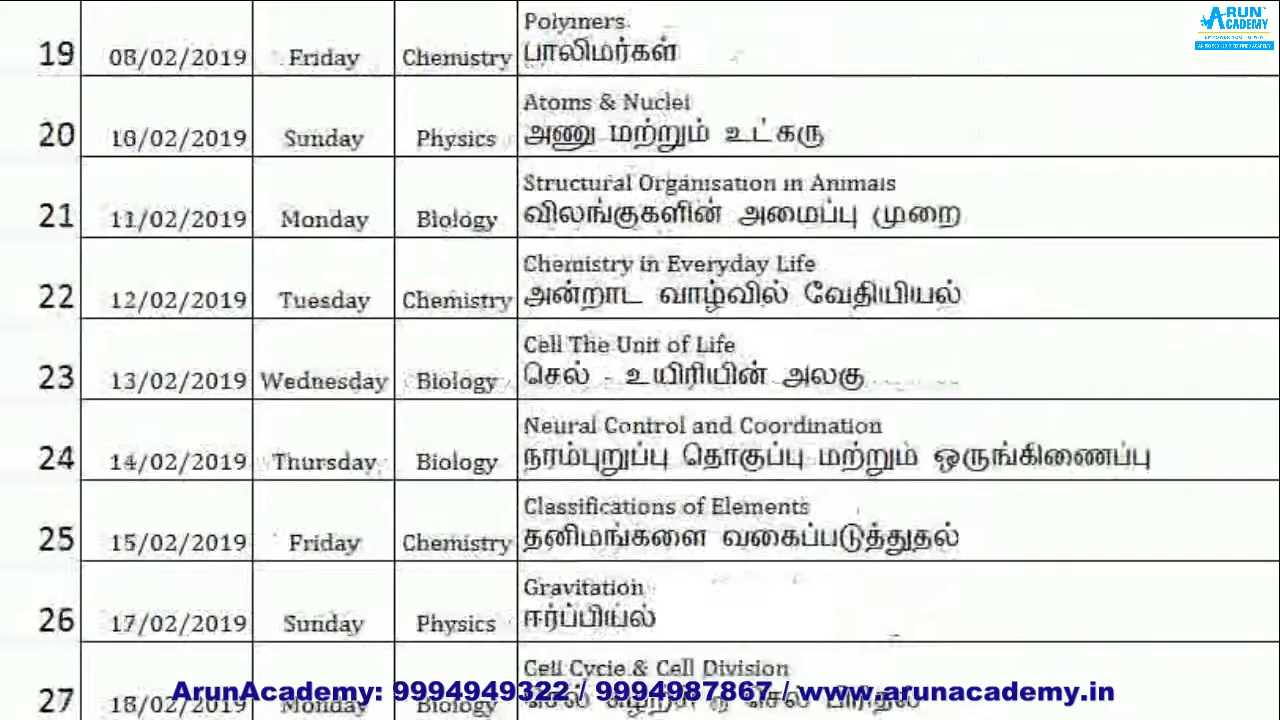 ARUN
ACADEMY
Polymers
19 08/02/2019 Friday Chemistry பாலிமர்கள்
Atoms & Nuclei
20 10/02/2019 Sunday Physics அணு மற்றும் உட்கரு
Structural Organisation in Animals
21 11/02/2019 Monday Biology விலங்குகளின் அமைப்பு முறை
Chemistry in Everyday Life
22 12/02/2019 Tuesday Chemistry அன்றாட வாழ்வில் வேதியியல்
Cell The Unit of Life
23 13/02/2019 Wednesday Biology செல் - உயிரியின் அலகு
Neural Control and Coordination
24 14/02/2019 Thursday Biology நரம்புறுப்பு தொகுப்பு மற்றும் ஒருங்கிணைப்பு
Classifications of Elements
25 15/02/2019 Friday Chemistry தனிமங்களை வகைப்படுத்துதல்
Gravitation
26 17/02/2019 Sunday Physics ஈர்ப்பியல்
Cell Cycle & Cell Division
27 18/02/2019 Monday Biology
ArunAcademy: 9994949322 / 9994987867 / www.arunacademy.in